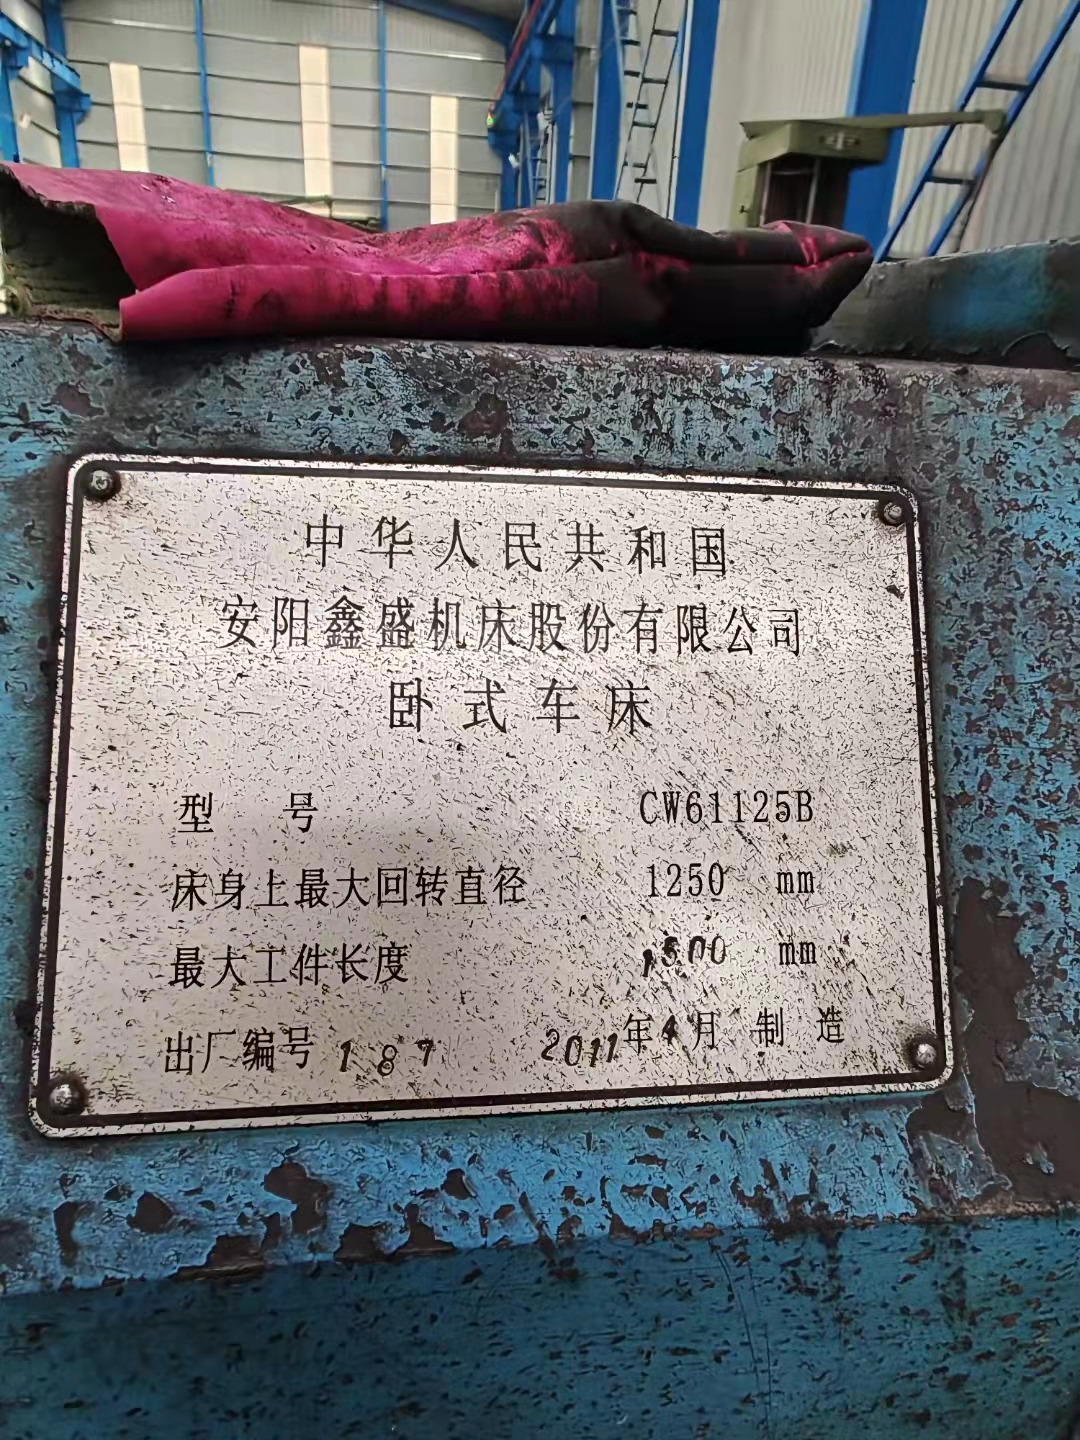 中华人民共和国
安阳鑫盛机床股份有限公司
卧式车床
型 号 CW61125B
床身上最大回转直径 1250 mm
最大工件长度 1500 mm
出厂编号 187 2011年4月制造